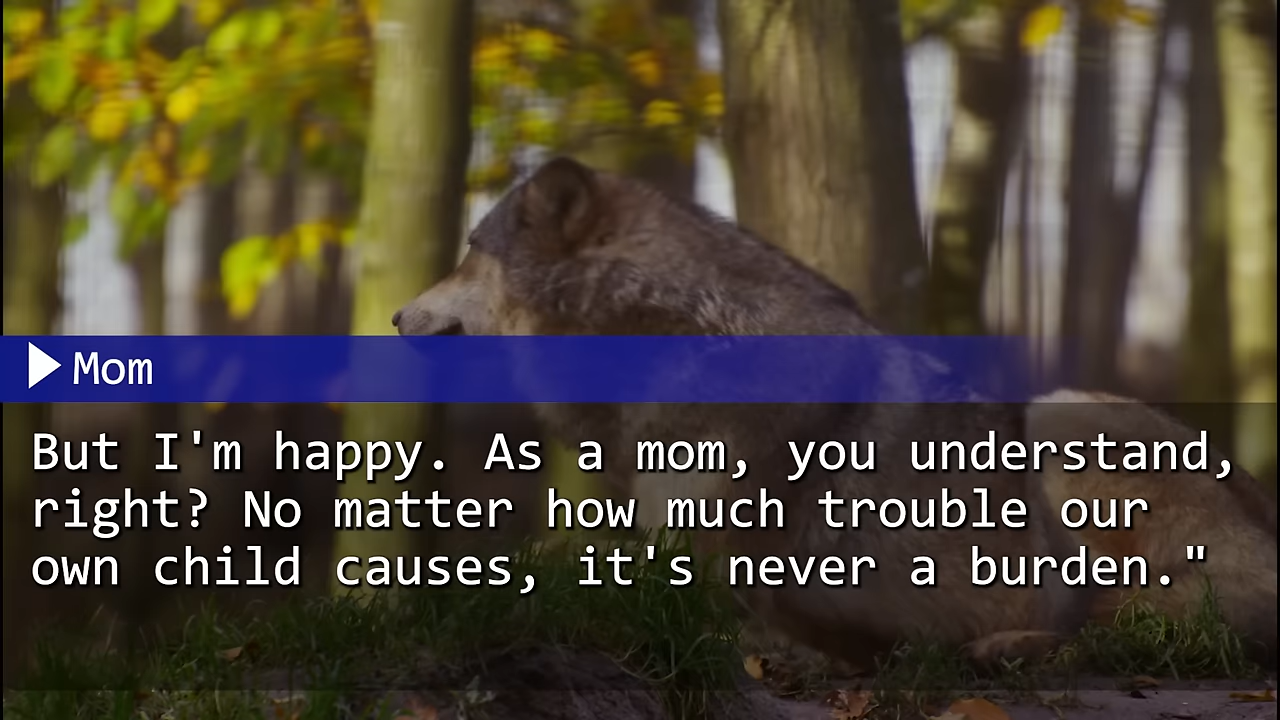 Mom
But I'm happy. As a mom, you understand,
right? No matter how much trouble our
own child causes, it's never a burden."